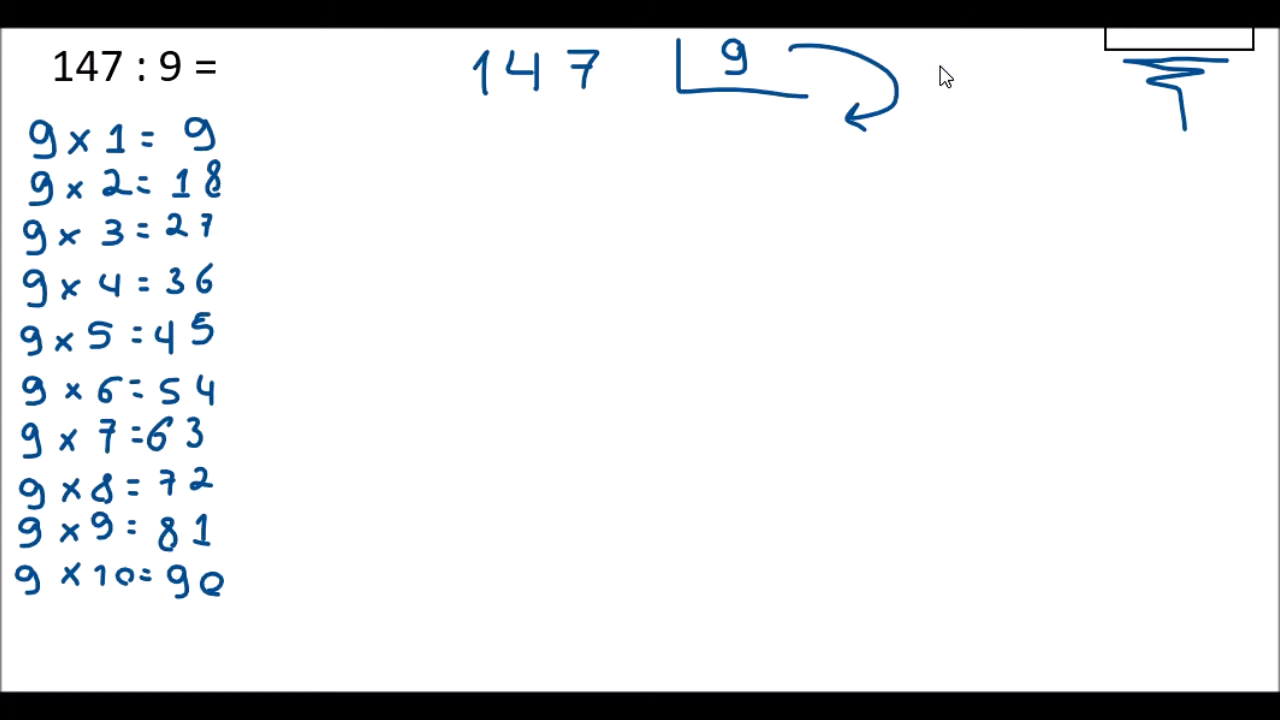 147 : 9 =
147 9
9 x 1 = 9
9 x 2 = 18
9 x 3 = 27
9 x 4 = 36
9 x 5 = 45
9 x 6 = 54
9 x 7 = 63
9 x 8 = 72
9 x 9 = 81
9 x 10 = 90